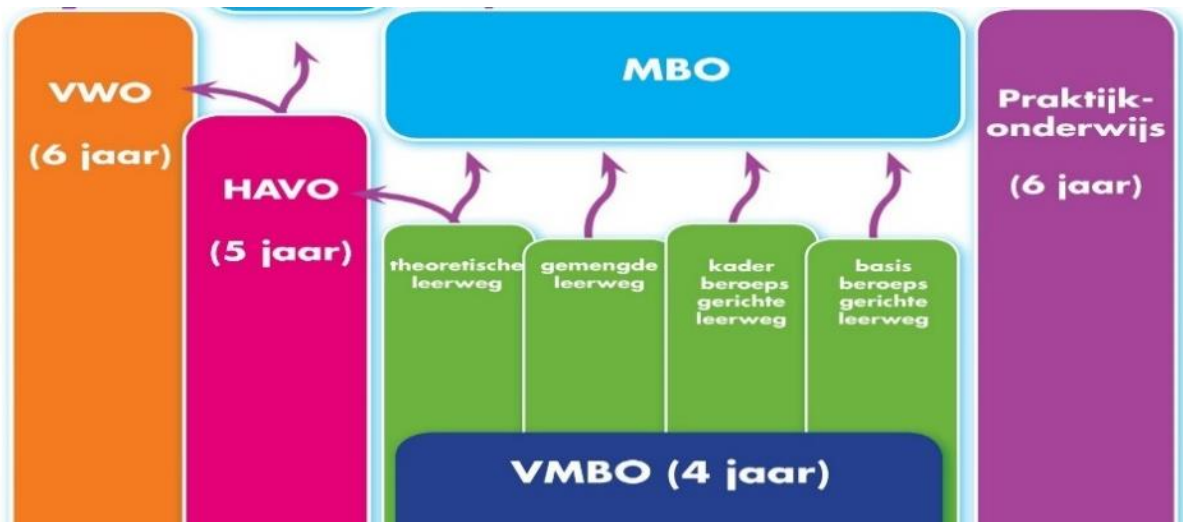 VWO
(6 jaar)
HAVO
(5 jaar)
MBO
theoretische
leerweg
gemengde
leerweg
kader
beroeps
gerichte
leerweg
basis
beroeps
gerichte
leerweg
VMBO (4 jaar)
Praktijk-
onderwijs
(6 jaar)